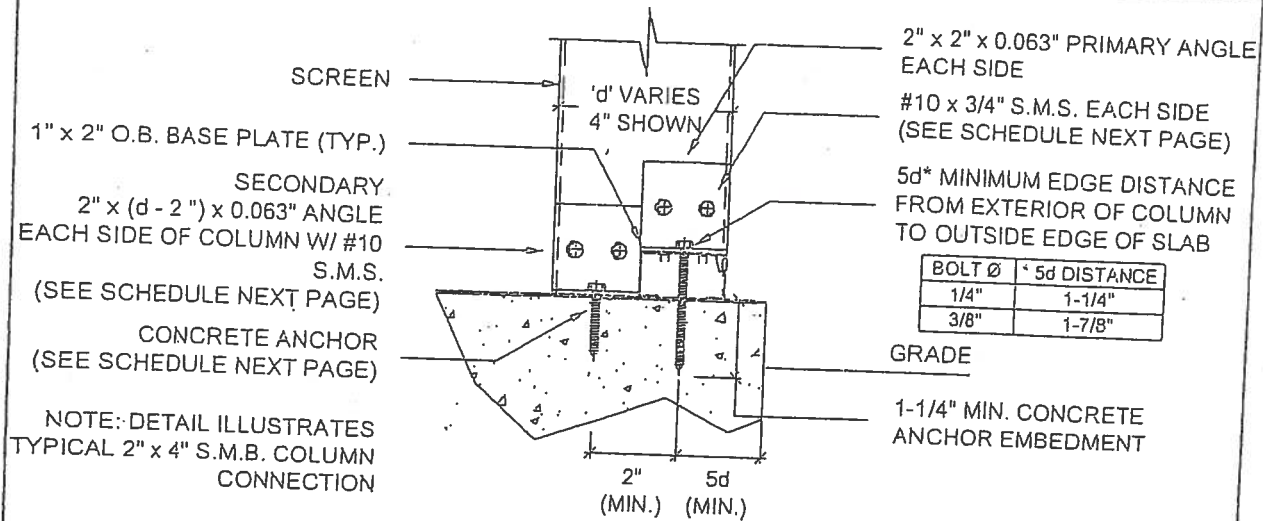 SCREEN
1" x 2" O.B. BASE PLATE (TYP.)
SECONDARY
2" x (d - 2 ") x 0.063" ANGLE
EACH SIDE OF COLUMN W/ #10
S.M.S.
(SEE SCHEDULE NEXT PAGE)
CONCRETE ANCHOR
(SEE SCHEDULE NEXT PAGE)
NOTE: DETAIL ILLUSTRATES
TYPICAL 2" x 4" S.M.B. COLUMN
CONNECTION
'd' VARIES
4" SHOWN
2" x 2" x 0.063" PRIMARY ANGLE
EACH SIDE
#10 x 3/4" S.M.S. EACH SIDE
(SEE SCHEDULE NEXT PAGE)
5d* MINIMUM EDGE DISTANCE
FROM EXTERIOR OF COLUMN
TO OUTSIDE EDGE OF SLAB
BOLT Ø * 5d DISTANCE
1/4" 1-1/4"
3/8" 1-7/8"
GRADE
1-1/4" MIN. CONCRETE
ANCHOR EMBEDMENT
2" 5d
(MIN.) (MIN.)